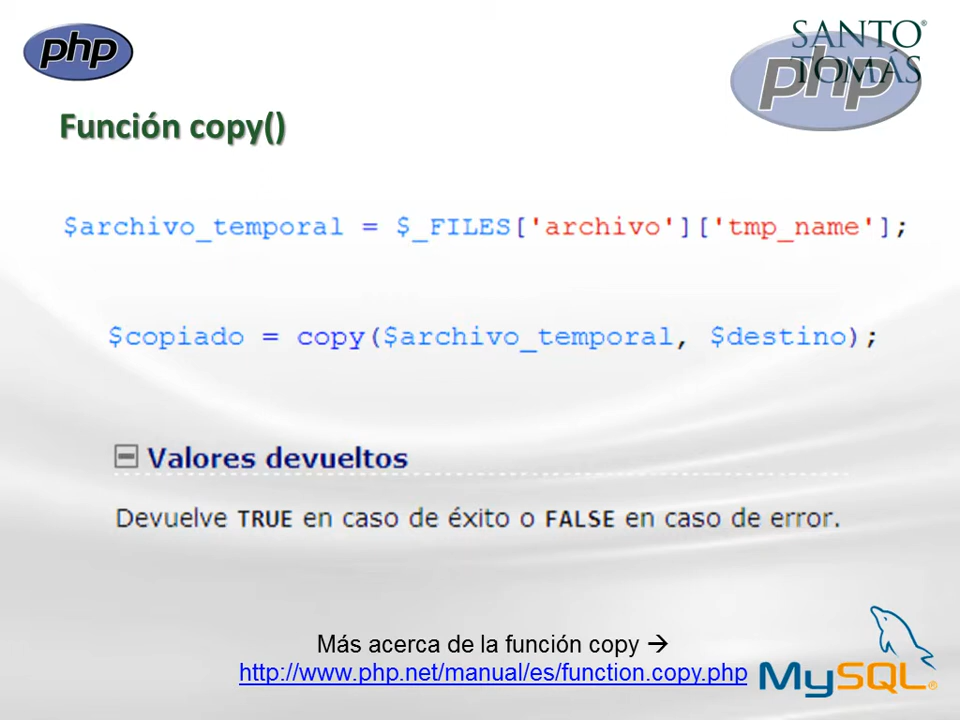 php
SANTO
TOMÁS
php
Función copy()
$archivo_temporal = $_FILES['archivo']['tmp_name'];
$copiado = copy($archivo_temporal, $destino);
Valores devueltos
Devuelve TRUE en caso de éxito o FALSE en caso de error.
Más acerca de la función copy →
http://www.php.net/manual/es/function.copy.php
MySQL®